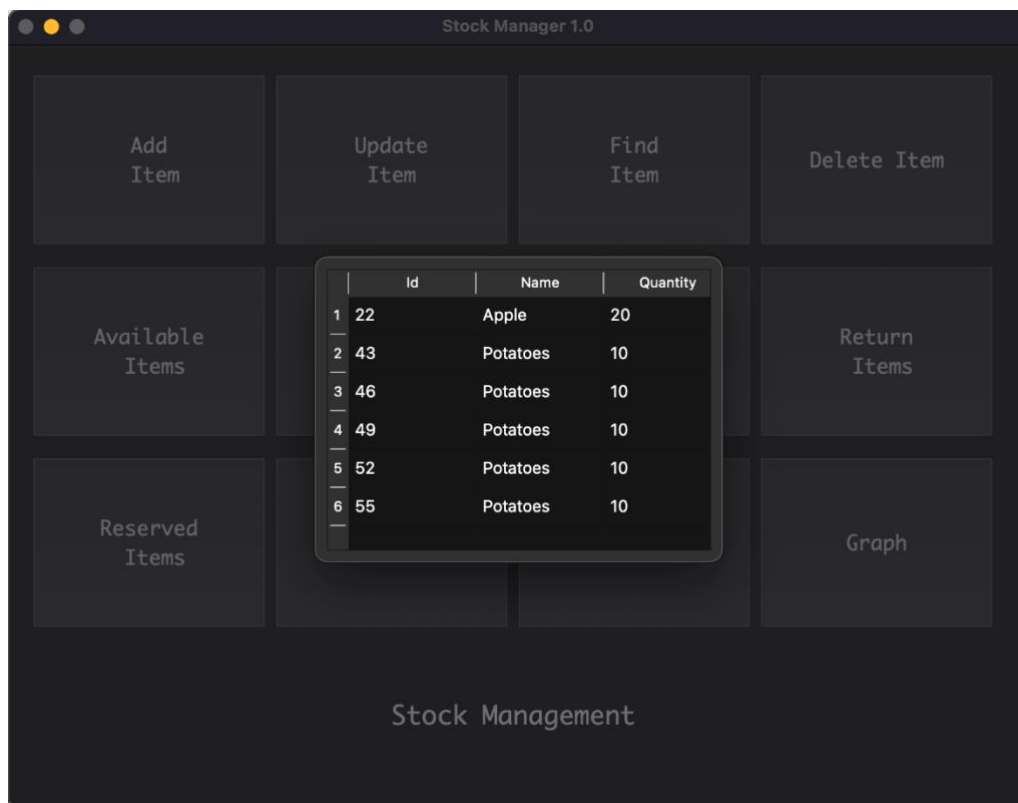 Stock Manager 1.0
Add
Item
Update
Item
Find
Item
Delete Item
Available
Items
Return
Items
Id Name Quantity
1 22 Apple 20
2 43 Potatoes 10
3 46 Potatoes 10
4 49 Potatoes 10
5 52 Potatoes 10
6 55 Potatoes 10
Reserved
Items
Graph
Stock Management